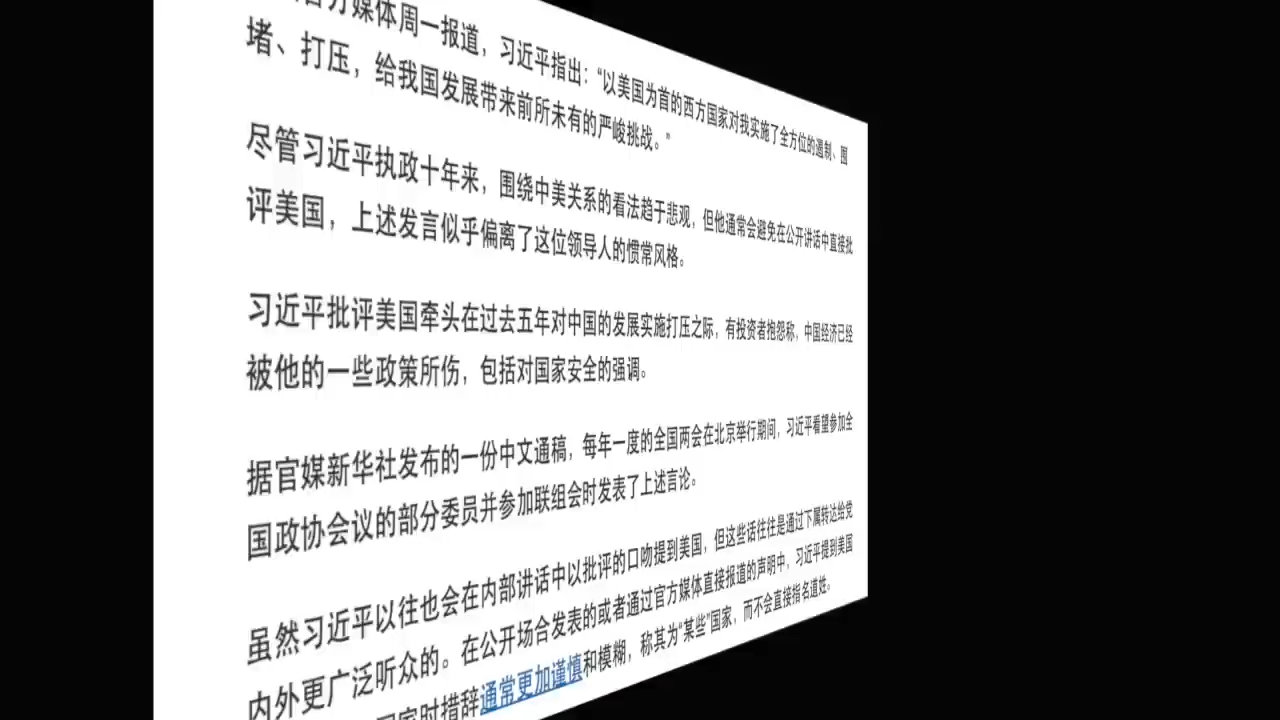 官方媒体周一报道，习近平指出：“以美国为首的西方国家对我实施了全方位的遏制、围
堵、打压，给我国发展带来前所未有的严峻挑战。”
尽管习近平执政十年来，围绕中美关系的看法趋于悲观，但他通常会避免在公开讲话中直接批
评美国，上述发言似乎偏离了这位领导人的惯常风格。
习近平批评美国牵头在过去五年对中国的发展实施打压之际，有投资者抱怨称，中国经济已经
被他的一些政策所伤，包括对国家安全的强调。
据官媒新华社发布的一份中文通稿，每年一度的全国两会在北京举行期间，习近平看望参加全
国政协会议的部分委员并参加联组会时发表了上述言论。
虽然习近平以往也会在内部讲话中以批评的口吻提到美国，但这些话往往是通过下属转达给党
内外更广泛听众的。在公开场合发表的或者通过官方媒体直接报道的声明中，习近平提到美国
国家时措辞通常更加谨慎和模糊，称其为“某些”国家，而不会直接指名道姓。